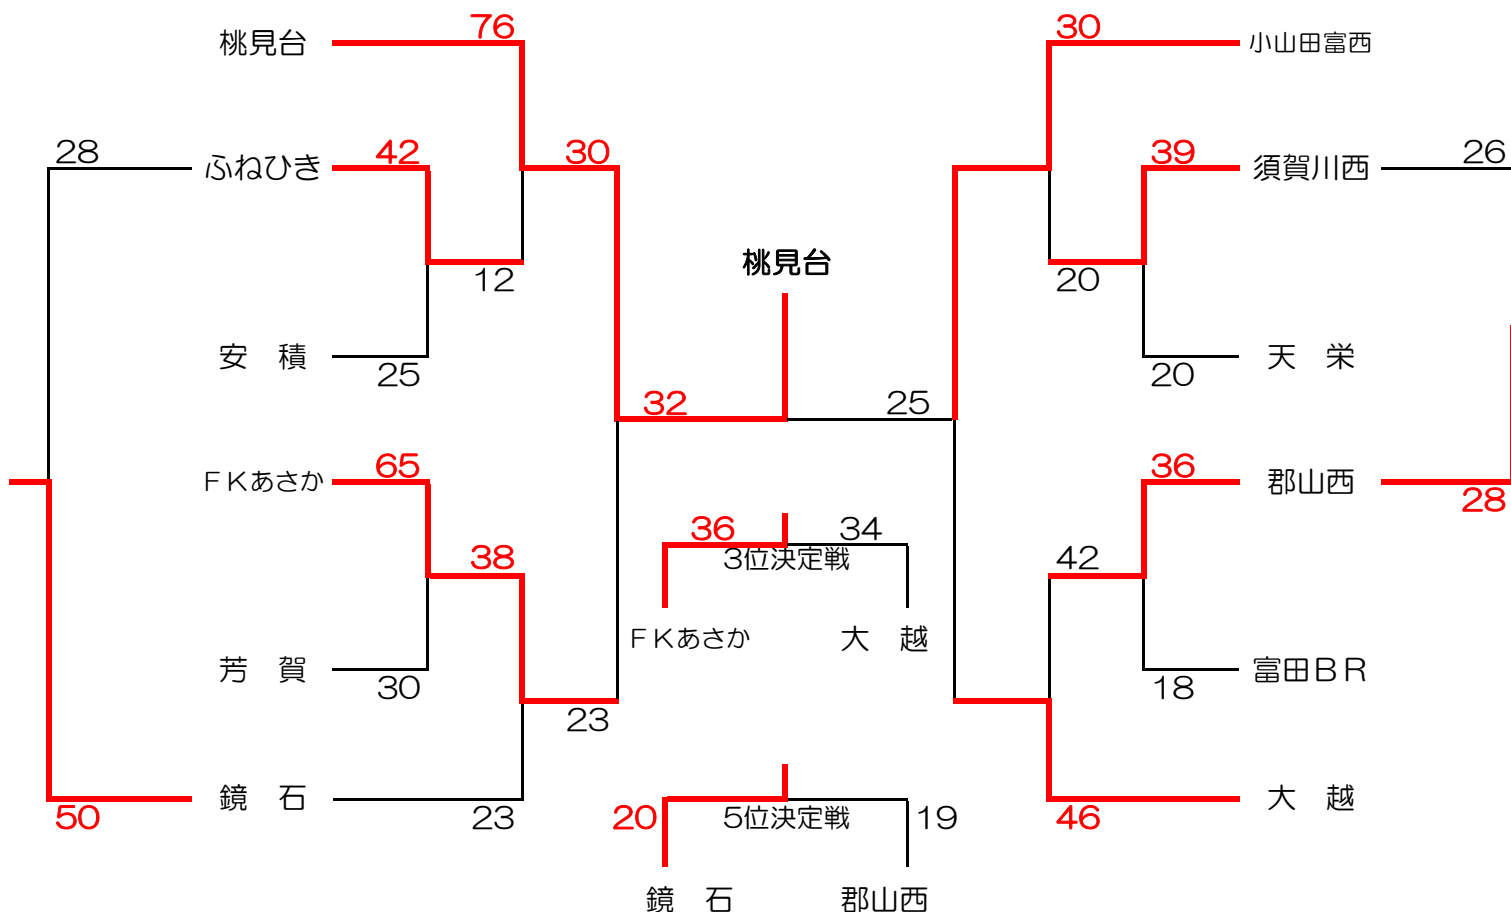 76
30
桃見台
小山田富西
28
ふねひき
42
30
39
須賀川西
26
桃見台
12
20
安　積
25
天　栄
20
32
25
ＦＫあさか
65
36
郡山西
28
38
36
34
42
3位決定戦
ＦＫあさか
大　越
芳　賀
30
富田ＢＲ
18
23
鏡　石
大　越
50
23
20
5位決定戦
19
46
鏡　石
郡山西